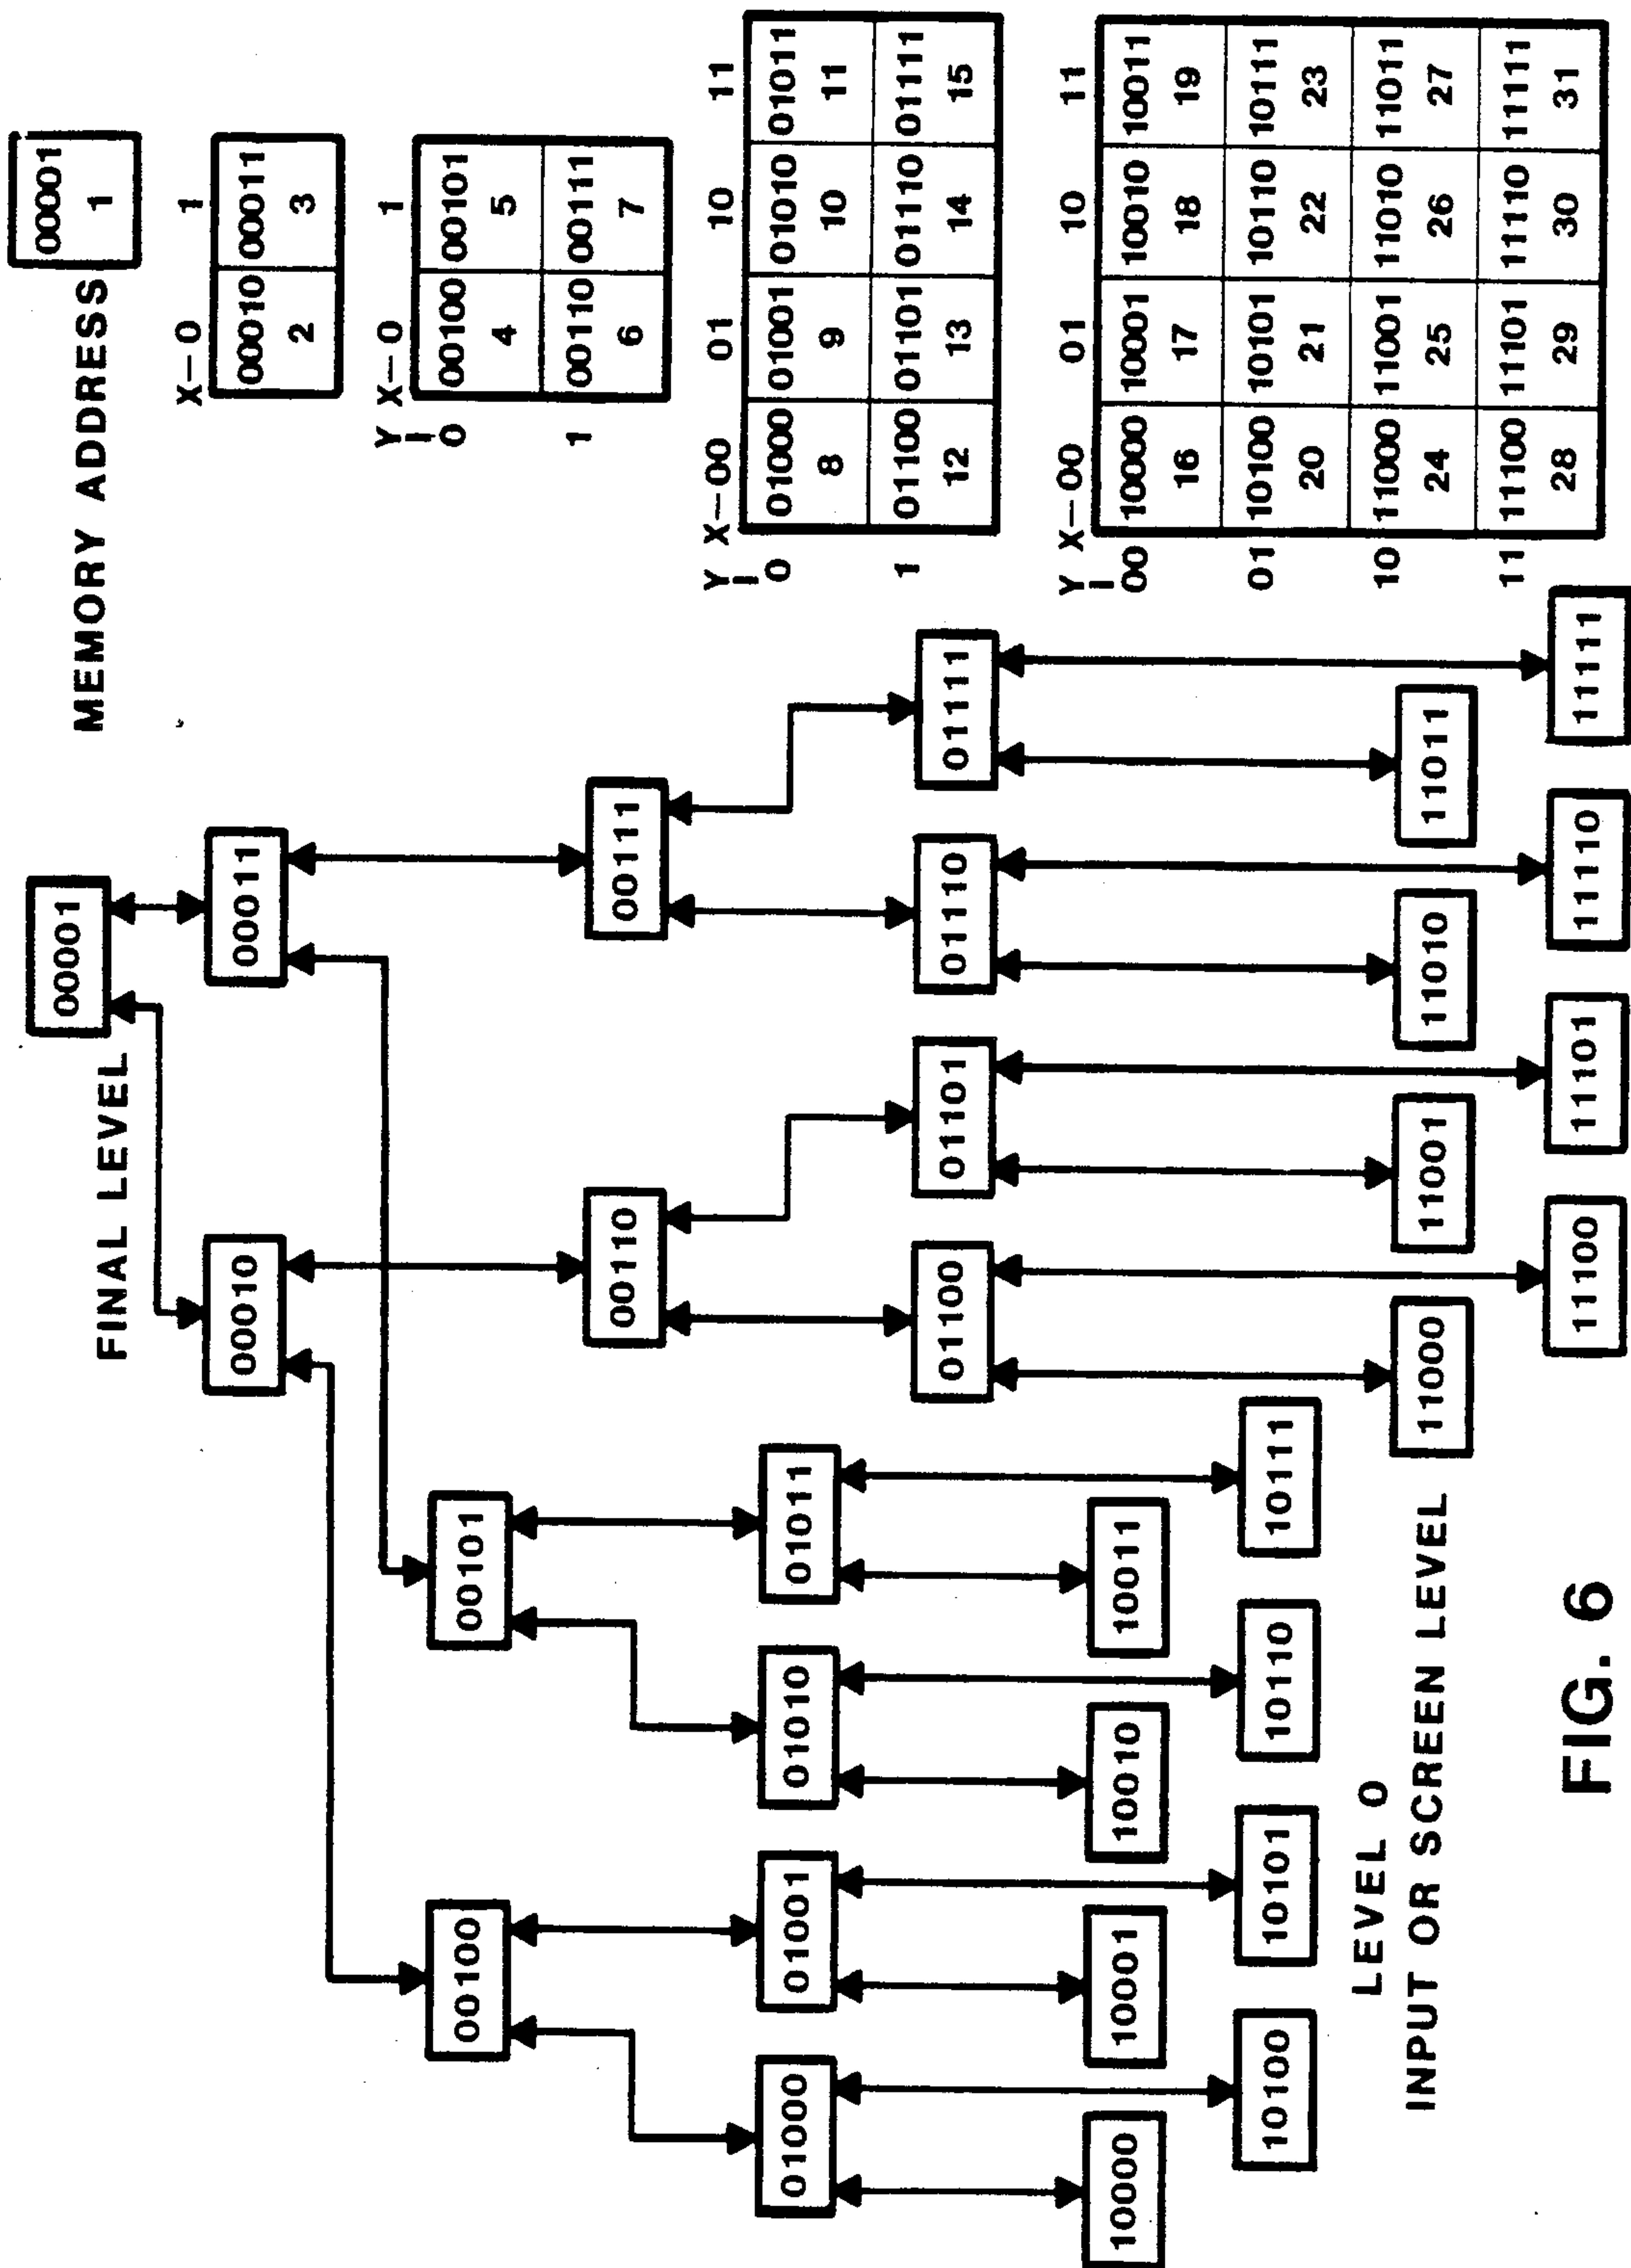 00001
FINAL LEVEL
00010 00011
00100 00101
00110 00111
01000 01001 01010 01011
01100 01101 01110 01111
10000 10001 10010 10011
10100 10101 10110 10111
11000 11001 11010 11011
11100 11101 11110 11111
LEVEL 0
INPUT OR SCREEN LEVEL
FIG. 6
MEMORY ADDRESS
00001
1
X—0 1
00010 00011
2 3
Y X—0 1
0 00100 00101
4 5
1 00110 00111
6 7
Y X—00 01 10 11
0 01000 01001 01010 01011
8 9 10 11
1 01100 01101 01110 01111
12 13 14 15
Y X—00 01 10 11
00 10000 10001 10010 10011
16 17 18 19
01 10100 10101 10110 10111
20 21 22 23
10 11000 11001 11010 11011
24 25 26 27
11 11100 11101 11110 11111
28 29 30 31